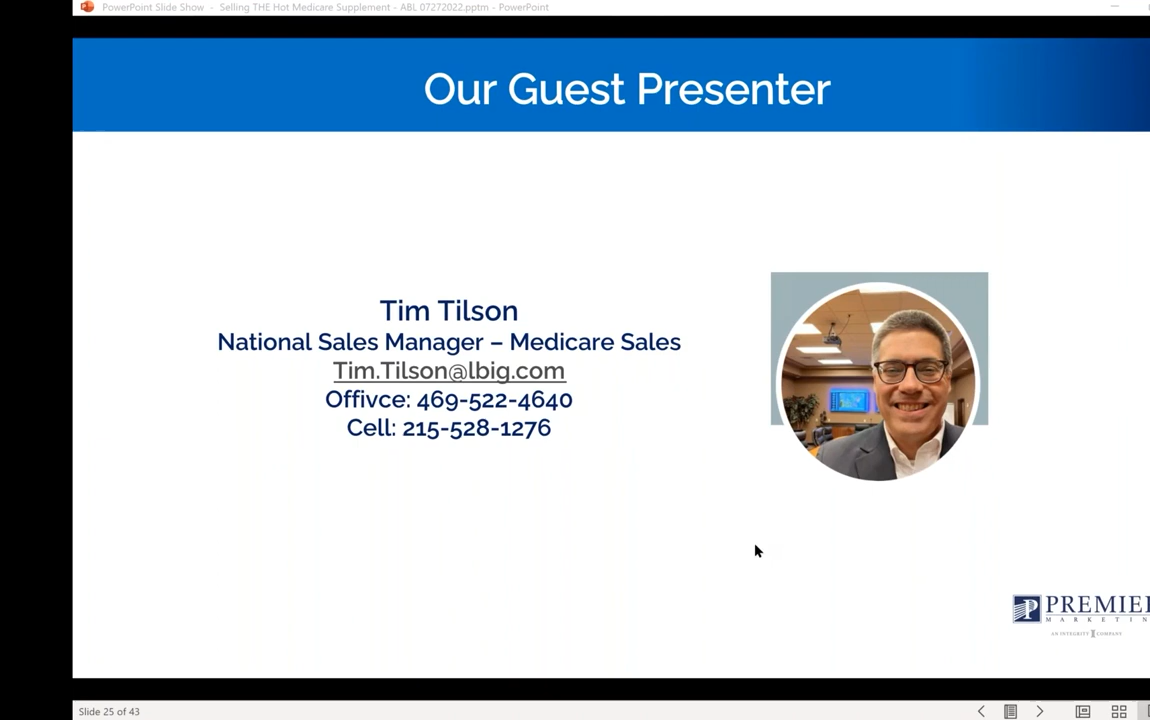 PowerPoint Slide Show - Selling THE Hot Medicare Supplement - ABL 07272022.pptm - PowerPoint
Our Guest Presenter
Tim Tilson
National Sales Manager – Medicare Sales
Tim.Tilson@lbig.com
Offivce: 469-522-4640
Cell: 215-528-1276
PREMIER
MARKETIN
AN INTEGRITY COMPANY
Slide 25 of 43